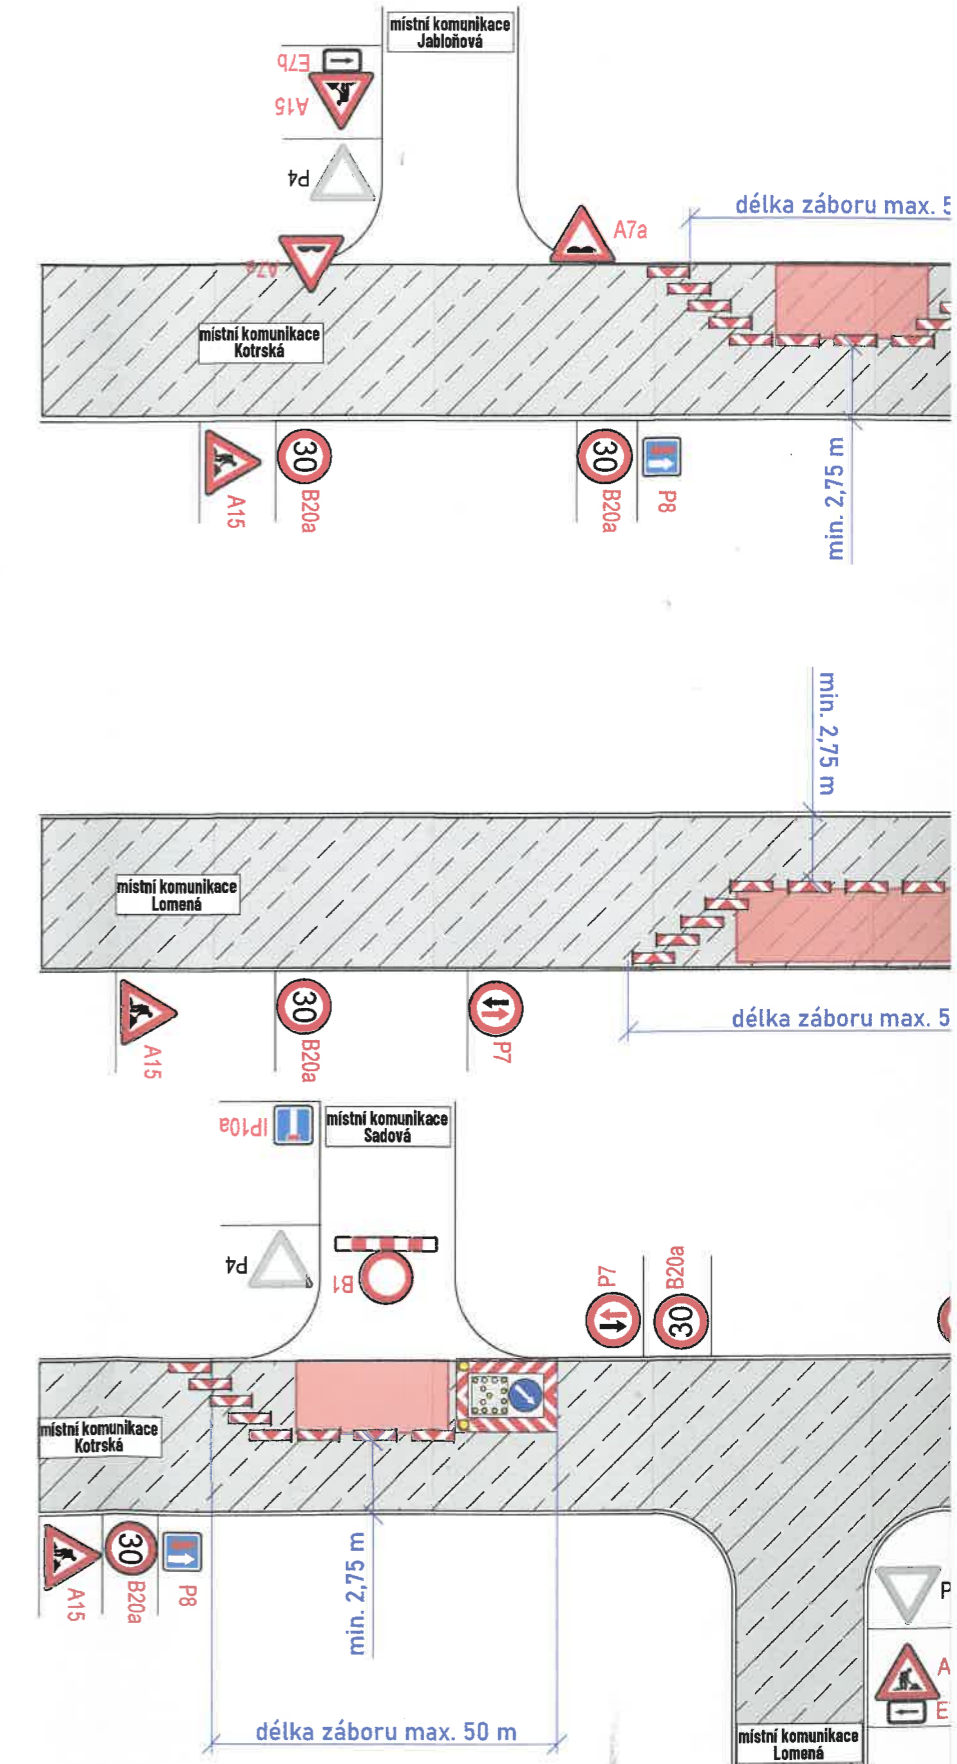 místní komunikace
Jabloňová
E7b
A15
P4
A7a
A7a
délka záboru max. 5
místní komunikace
Kotrská
A15
30
B20a
30
B20a
P8
min. 2,75 m
min. 2,75 m
místní komunikace
Lomená
A15
30
B20a
P7
délka záboru max. 5
IP10a
místní komunikace
Sadová
P4
B1
P7
B20a
30
místní komunikace
Kotrská
A15
30
B20a
P8
min. 2,75 m
P
A
E
délka záboru max. 50 m
místní komunikace
Lomená